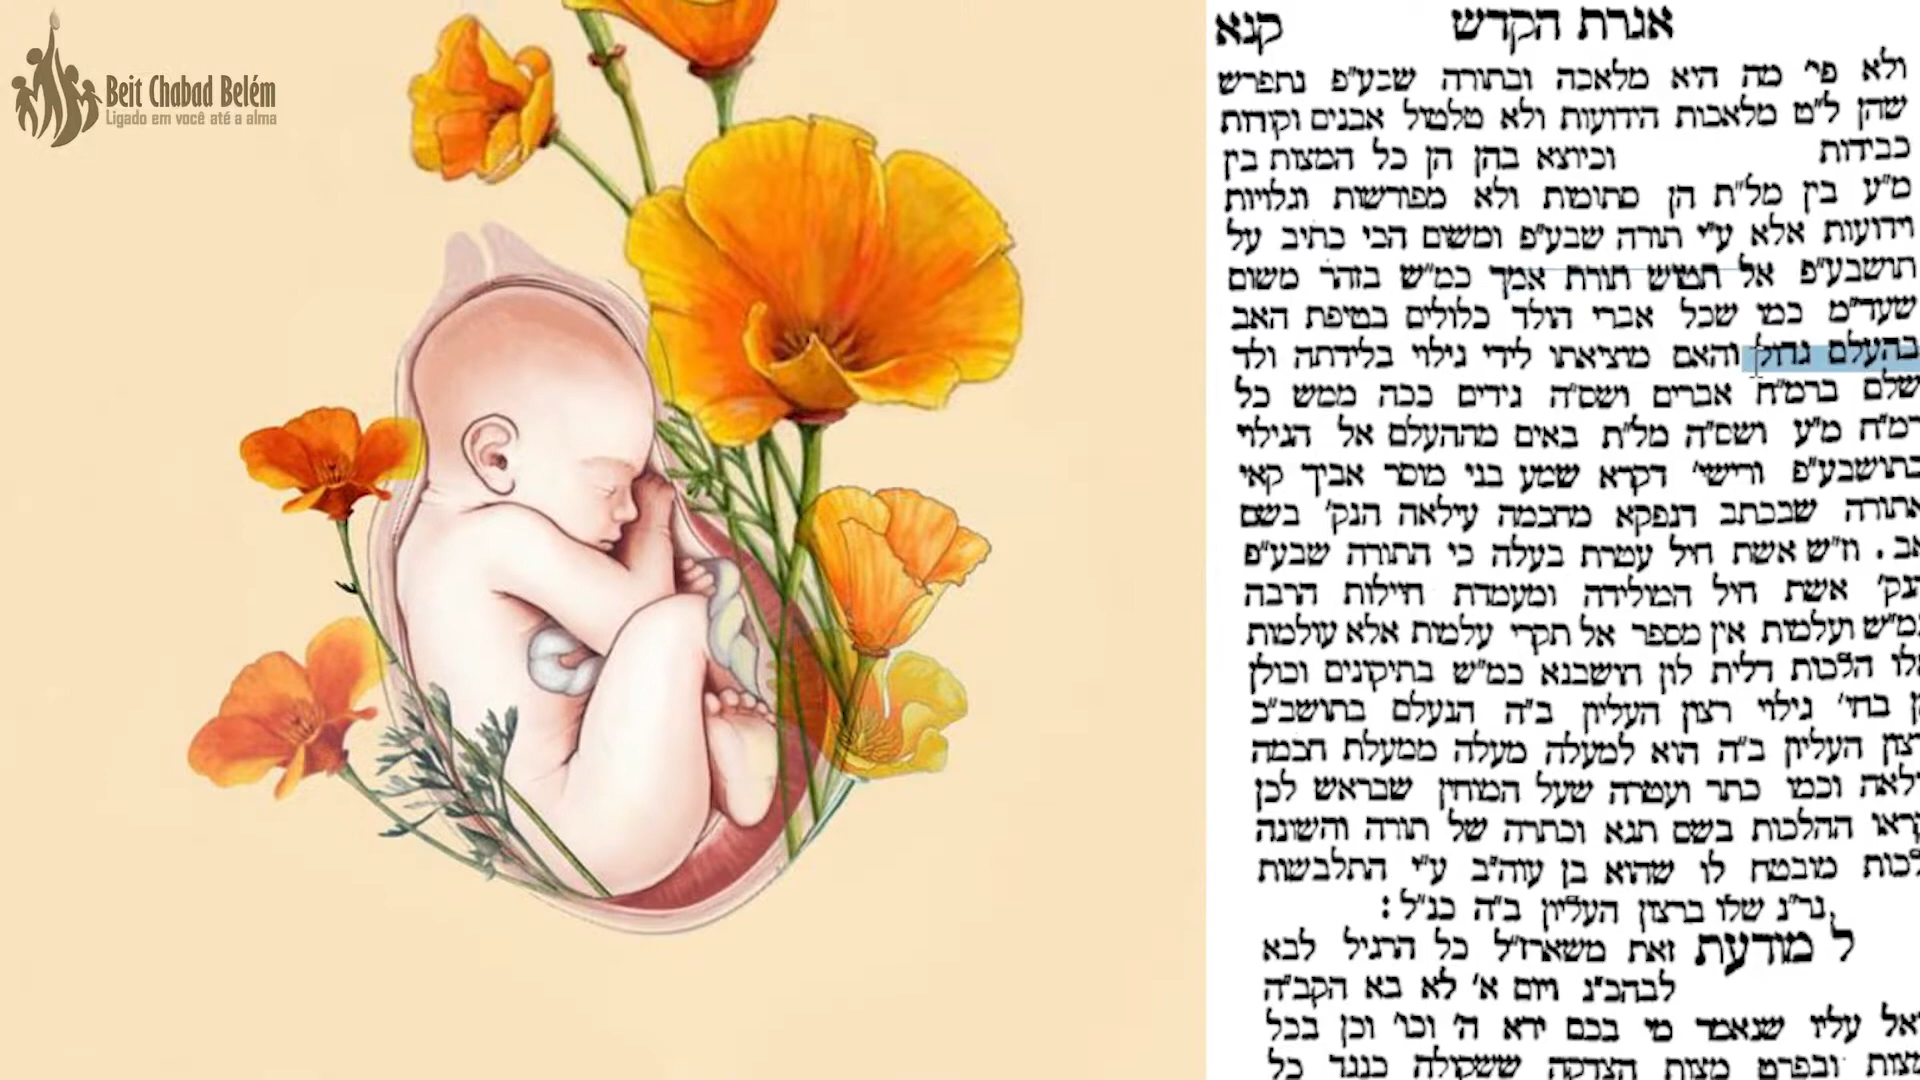 Beit Chabad Belém
Ligado em você até a alma
אגרת הקדש קנא
ולא פי' מה היא מלאכה ובתורה שבע"פ נתפרש
שהן ל"ט מלאכות הידועות ולא טלטול אבנים וקורות
כבידות וכיוצא בהן הן כל המצות בין
מ"ע בין מל"ת הן סתומות ולא מפורשות וגלויות
וידועות אלא ע"י תורה שבע"פ ומשום הכי כתיב על
תושבע"פ אל תטוש תורת אמך כמ"ש בזהר משום
שעד"מ כמו שכל אברי הולד כלולים בטיפת האב
בהעלם גדול והאם מוציאתו לידי גילוי בלידתה ולד
שלם ברמ"ח אברים ושס"ה גידים ככה ממש כל
רמ"ח מ"ע ושס"ה מל"ת באים מההעלם אל הגילוי
בתושבע"פ ורישי' דקרא שמע בני מוסר אביך קאי
אתורה שבכתב דנפקא מחכמה עילאה הנק' בשם
אב. וז"ש אשת חיל עטרת בעלה כי התורה שבע"פ
הנק' אשת חיל המולידה ומעמדת חיילות הרבה
כמ"ש ועלמות אין מספר אל תקרי עלמות אלא עולמות
אלו הלכות דלית לון חושבנא כמ"ש בתיקונים וכולן
הן בחי' גילוי רצון העליון ב"ה הנעלם בתושב"כ
רצון העליון ב"ה הוא למעלה מעלה ממעלת חכמה
עילאה וכמו כתר ועטרה שעל המוחין שבראש לכן
נקראו ההלכות בשם תגא וכתרה של תורה והשונה
הלכות מובטח לו שהוא בן עוה"ב ע"י התלבשות
נר"נ שלו ברצון העליון ב"ה כנ"ל:
ל מודעת זאת משארז"ל כל הרגיל לבא
לבהכ"נ ויום א' לא בא הקב"ה
שואל עליו שנאמר מי בכם ירא ה' וכו' וכן בכל
המצות ובפרט מצות הצדקה ששקולה כנגד כל